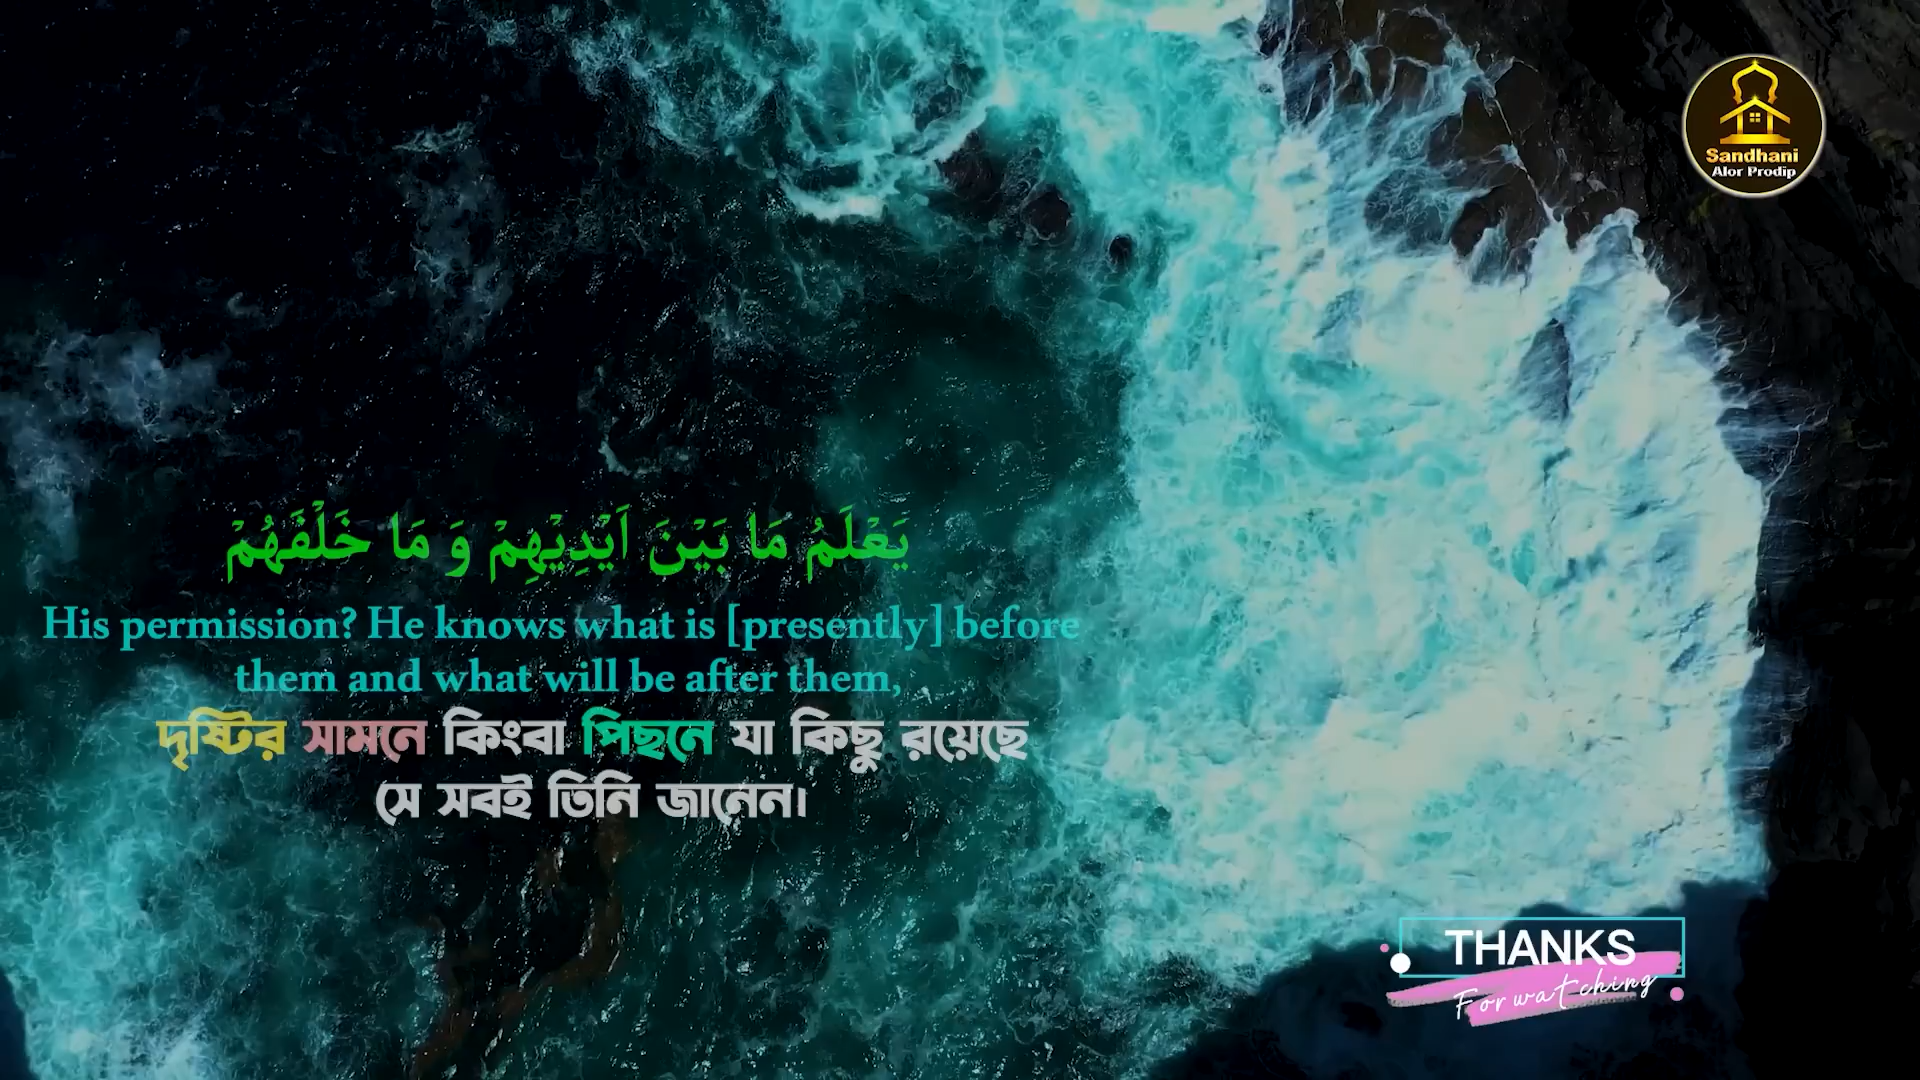 Sandhani
Alor Prodip
يَعْلَمُ مَا بَيْنَ اَيْدِيْهِمْ وَ مَا خَلْفَهُمْ
His permission? He knows what is [presently] before
them and what will be after them,
দৃষ্টির সামনে কিংবা পিছনে যা কিছু রয়েছে
সে সবই তিনি জানেন।
THANKS
For watching